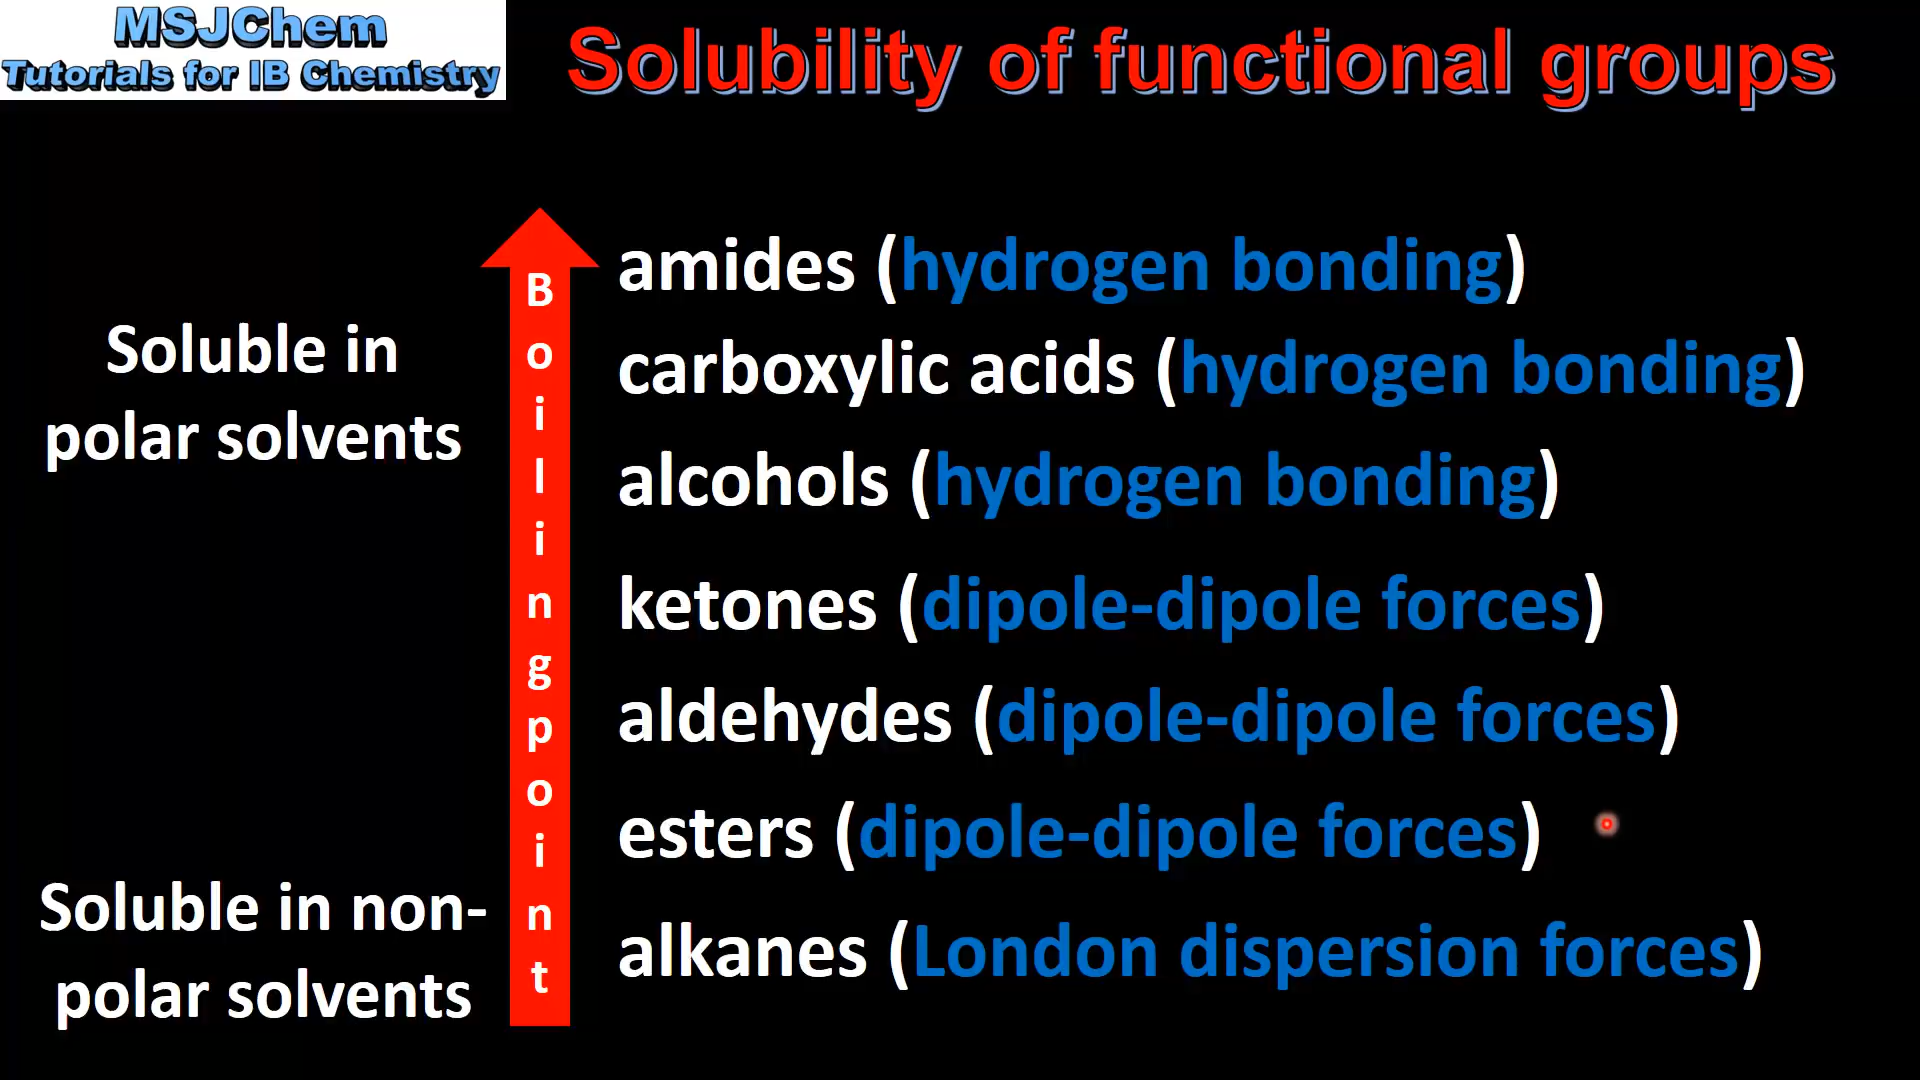 MSJChem
Tutorials for IB Chemistry
Solubility of functional groups
Soluble in
polar solvents
Soluble in non-
polar solvents
Boiling point
amides (hydrogen bonding)
carboxylic acids (hydrogen bonding)
alcohols (hydrogen bonding)
ketones (dipole-dipole forces)
aldehydes (dipole-dipole forces)
esters (dipole-dipole forces)
alkanes (London dispersion forces)